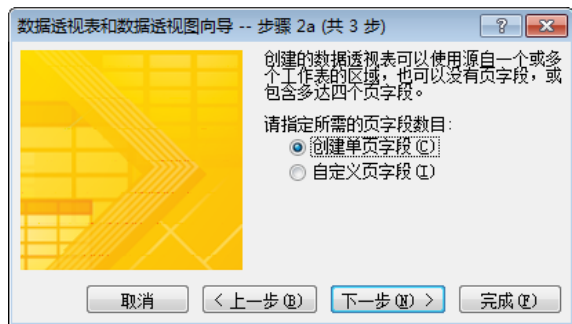 数据透视表和数据透视图向导 -- 步骤 2a (共 3 步)
创建的数据透视表可以使用源自一个或多
个工作表的区域，也可以没有页字段，或
包含多达四个页字段。
请指定所需的页字段数目：
创建单页字段(C)
自定义页字段(I)
取消 < 上一步(B) 下一步(N) > 完成(F)